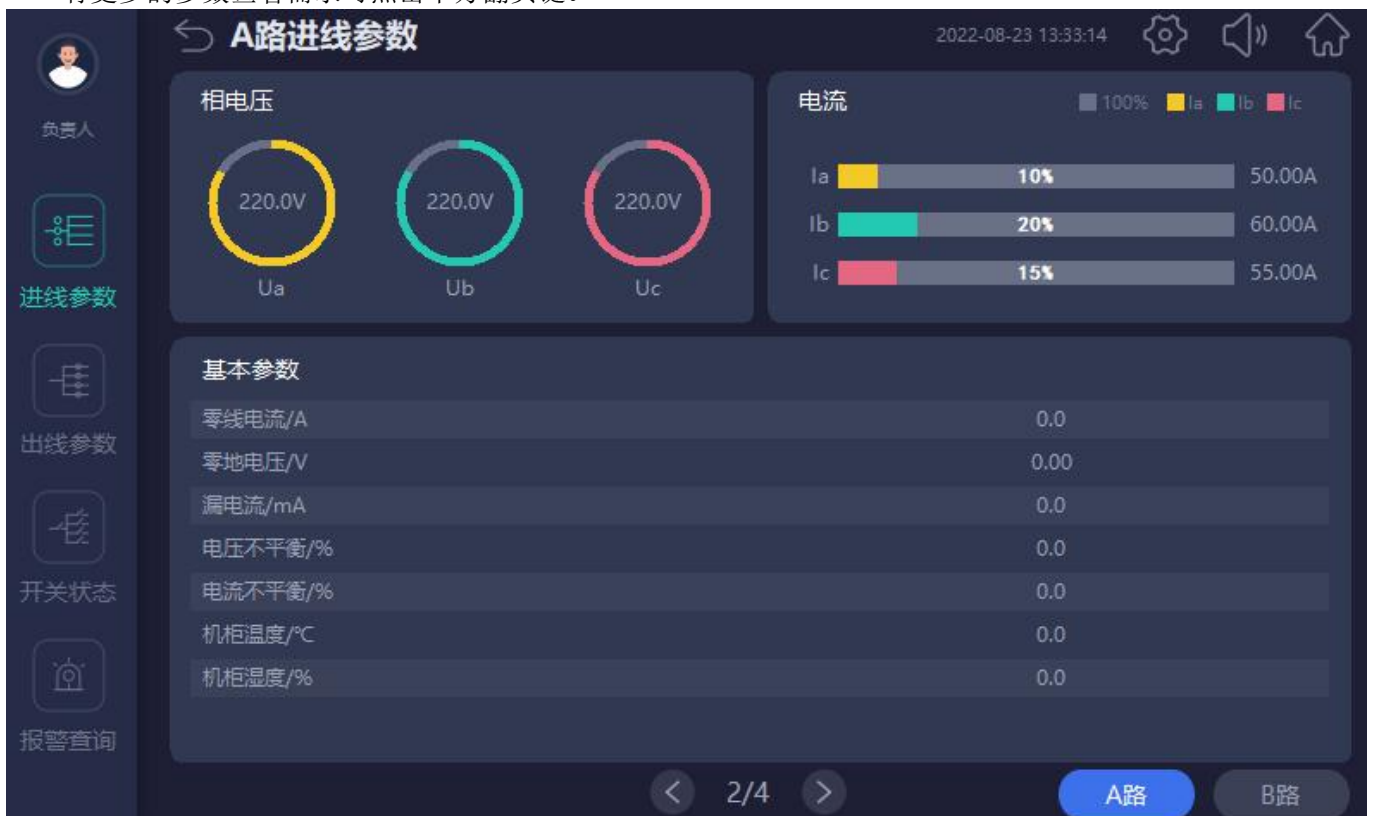 A路进线参数
2022-08-23 13:33:14
负责人
进线参数
出线参数
开关状态
报警查询
相电压
220.0V
220.0V
220.0V
Ua
Ub
Uc
电流
100% Ia Ib Ic
Ia 10% 50.00A
Ib 20% 60.00A
Ic 15% 55.00A
基本参数
零线电流/A 0.0
零地电压/V 0.00
漏电流/mA 0.0
电压不平衡/% 0.0
电流不平衡/% 0.0
机柜温度/℃ 0.0
机柜湿度/% 0.0
< 2/4 >
A路
B路